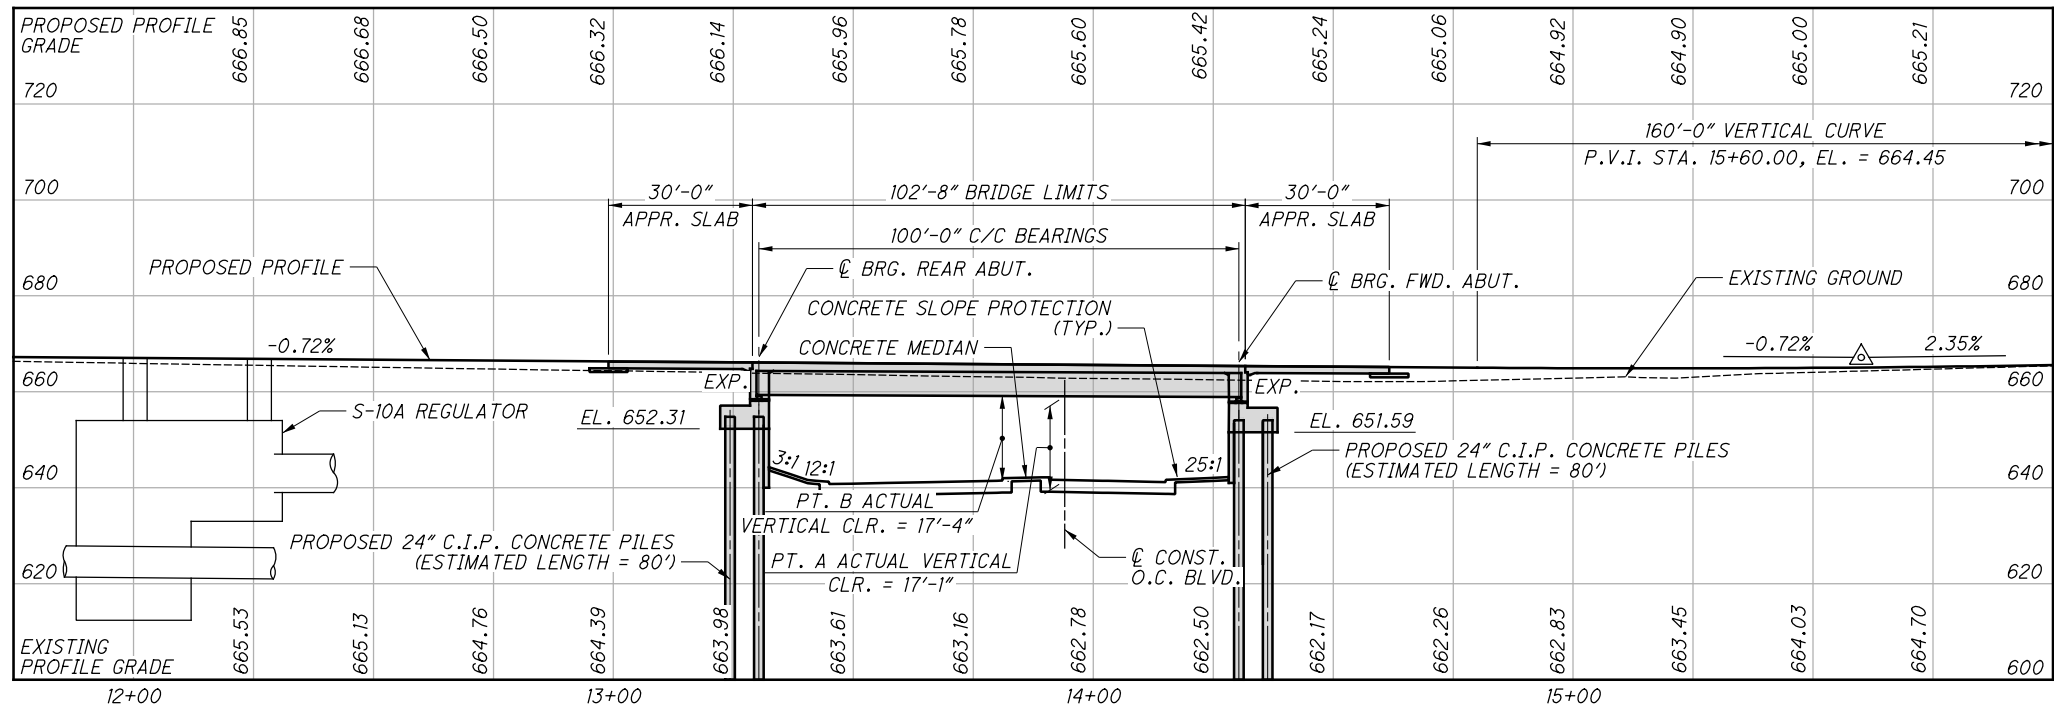 PROPOSED PROFILE
GRADE
666.85
666.68
666.50
666.32
666.14
665.96
665.78
665.60
665.42
665.24
665.06
664.92
664.90
665.00
665.21
720
720
160'-0" VERTICAL CURVE
P.V.I. STA. 15+60.00, EL. = 664.45
700
700
30'-0"
APPR. SLAB
102'-8" BRIDGE LIMITS
30'-0"
APPR. SLAB
100'-0" C/C BEARINGS
PROPOSED PROFILE
℄ BRG. REAR ABUT.
℄ BRG. FWD. ABUT.
EXISTING GROUND
680
680
CONCRETE SLOPE PROTECTION
(TYP.)
CONCRETE MEDIAN
-0.72%
-0.72%
2.35%
660
660
EXP.
EXP.
S-10A REGULATOR
EL. 652.31
EL. 651.59
PROPOSED 24" C.I.P. CONCRETE PILES
(ESTIMATED LENGTH = 80')
3:1
12:1
25:1
640
640
PT. B ACTUAL
VERTICAL CLR. = 17'-4"
PROPOSED 24" C.I.P. CONCRETE PILES
(ESTIMATED LENGTH = 80')
PT. A ACTUAL VERTICAL
CLR. = 17'-1"
℄ CONST.
O.C. BLVD.
620
620
EXISTING
PROFILE GRADE
665.53
665.13
664.76
664.39
663.98
663.61
663.16
662.78
662.50
662.17
662.26
662.83
663.45
664.03
664.70
600
12+00
13+00
14+00
15+00